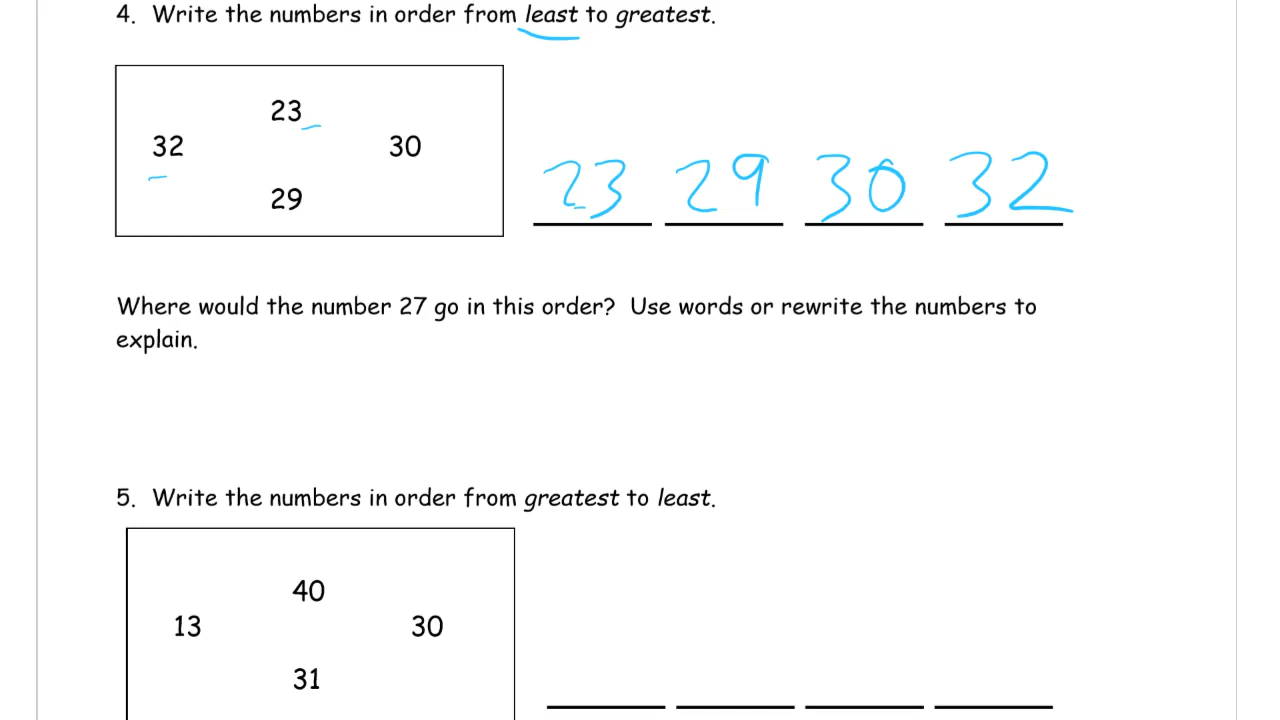 4. Write the numbers in order from least to greatest.
23
32 30
29
23 29 30 32
Where would the number 27 go in this order? Use words or rewrite the numbers to
explain.
5. Write the numbers in order from greatest to least.
40
13 30
31